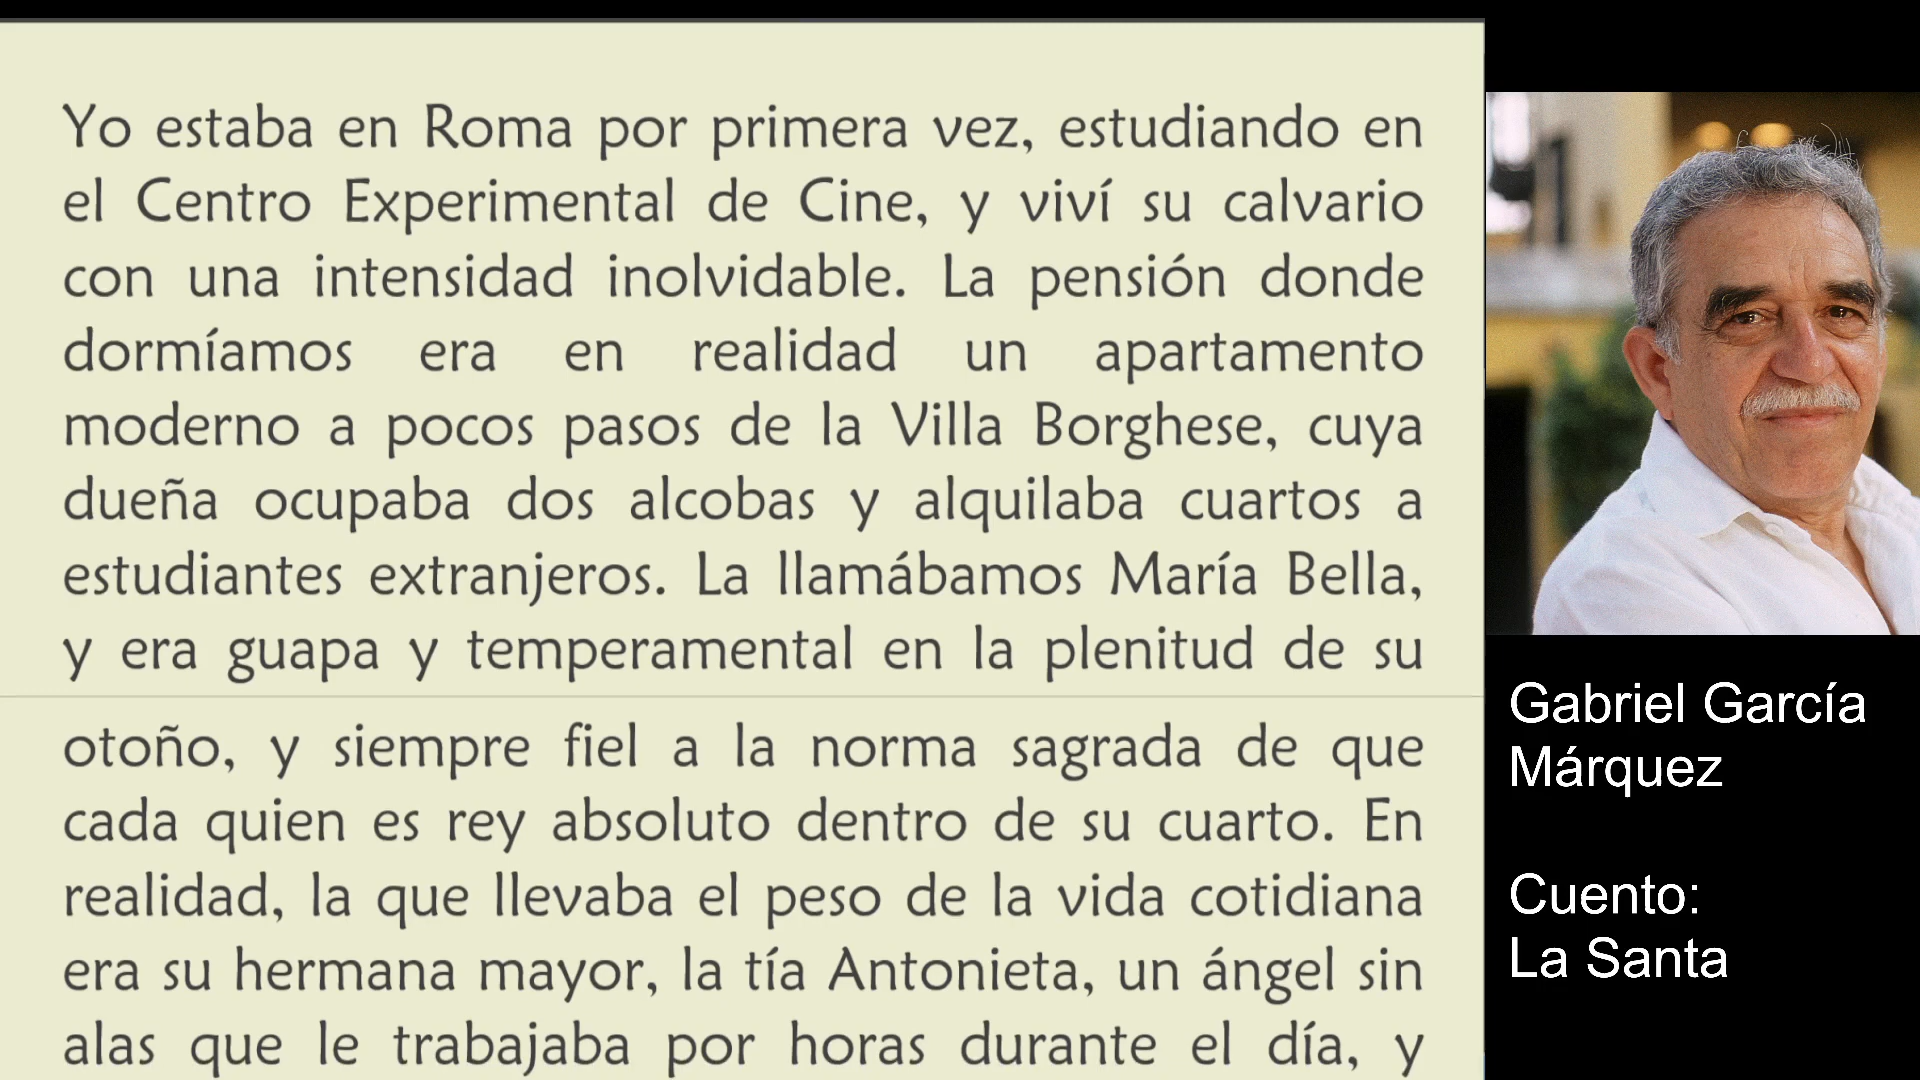 Yo estaba en Roma por primera vez, estudiando en
el Centro Experimental de Cine, y viví su calvario
con una intensidad inolvidable. La pensión donde
dormíamos era en realidad un apartamento
moderno a pocos pasos de la Villa Borghese, cuya
dueña ocupaba dos alcobas y alquilaba cuartos a
estudiantes extranjeros. La llamábamos María Bella,
y era guapa y temperamental en la plenitud de su
otoño, y siempre fiel a la norma sagrada de que
cada quien es rey absoluto dentro de su cuarto. En
realidad, la que llevaba el peso de la vida cotidiana
era su hermana mayor, la tía Antonieta, un ángel sin
alas que le trabajaba por horas durante el día, y
Gabriel García
Márquez
Cuento:
La Santa